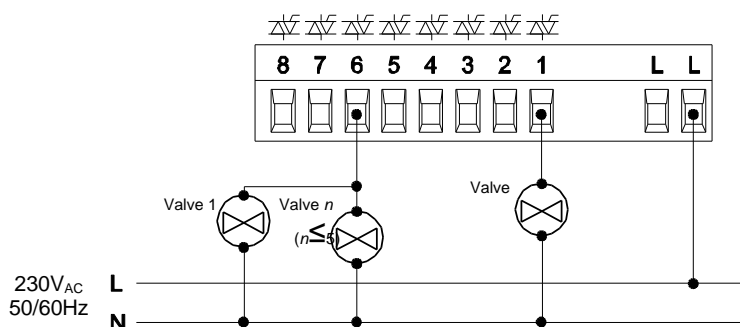 8 7 6 5 4 3 2 1 L L
Valve 1 Valve n Valve
(n≤5)
230VAC L
50/60Hz
N